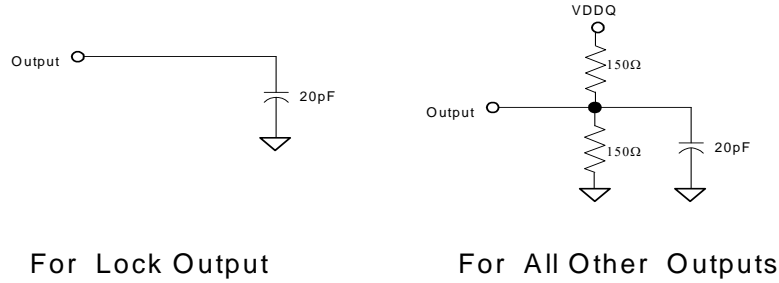 Output
20pF
For Lock Output
VDDQ
150Ω
Output
150Ω
20pF
For All Other Outputs